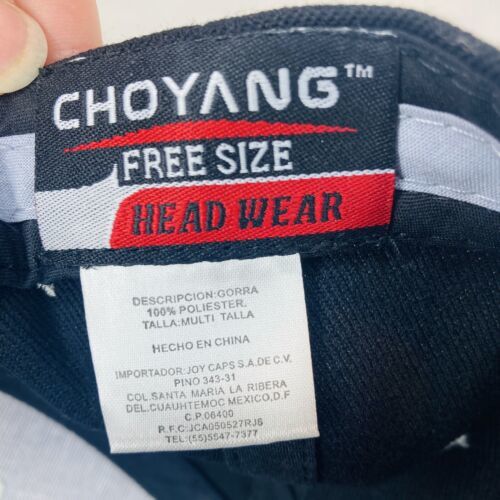 CHOYANG™
FREE SIZE
HEAD WEAR
DESCRIPCION:GORRA
100% POLIESTER.
TALLA:MULTI TALLA
HECHO EN CHINA
IMPORTADOR:JOY CAPS S.A.DE C.V.
PINO 343-31
COL.SANTA MARIA LA RIBERA
DEL.CUAUHTEMOC MEXICO,D.F
C.P.06400
R.F.C:JCA050527RJ6
TEL:(55)5547-7377